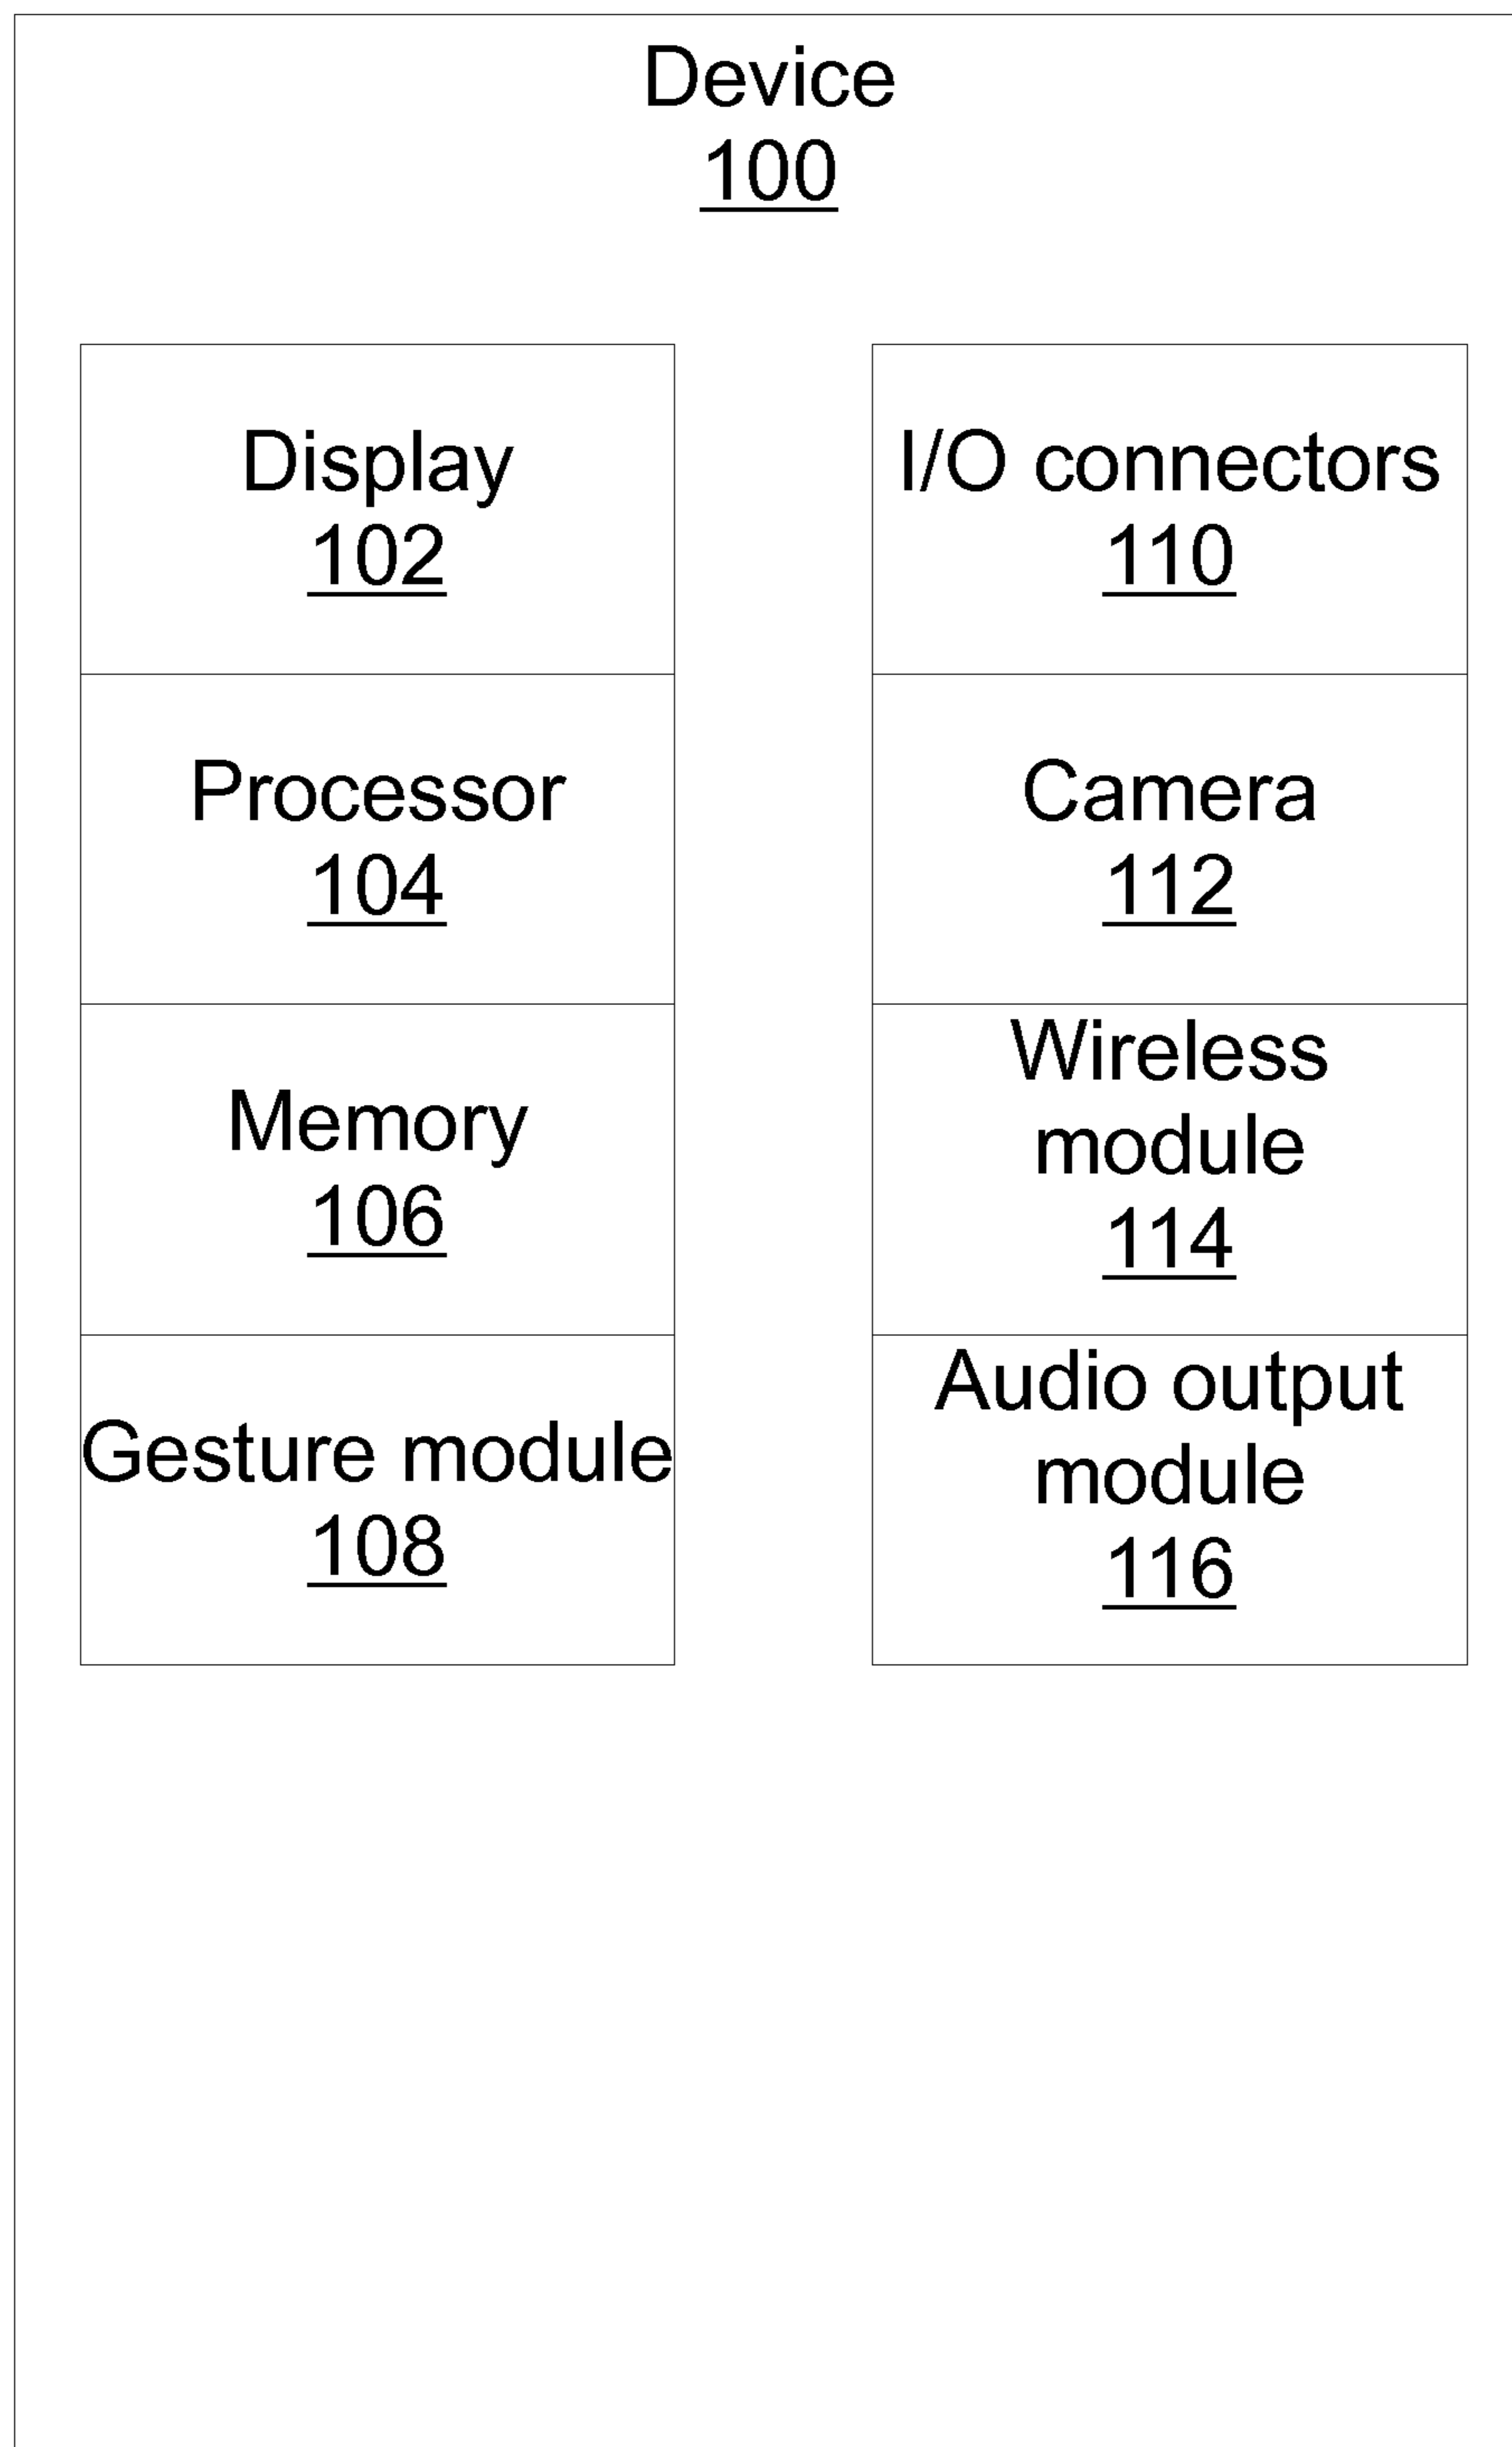 Device
100
Display
102
Processor
104
Memory
106
Gesture module
108
I/O connectors
110
Camera
112
Wireless
module
114
Audio output
module
116